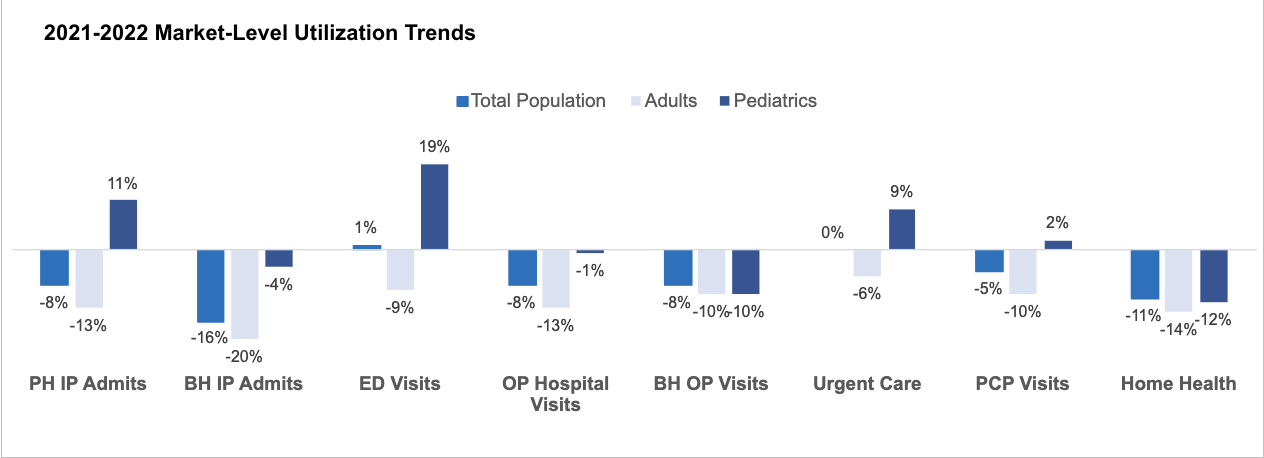 2021-2022 Market-Level Utilization Trends
Total Population Adults Pediatrics
-8% -13% 11%
-16% -20% -4%
1% -9% 19%
-8% -13% -1%
-8% -10% -10%
0% -6% 9%
-5% -10% 2%
-11% -14% -12%
PH IP Admits BH IP Admits ED Visits OP Hospital BH OP Visits Urgent Care PCP Visits Home Health
Visits